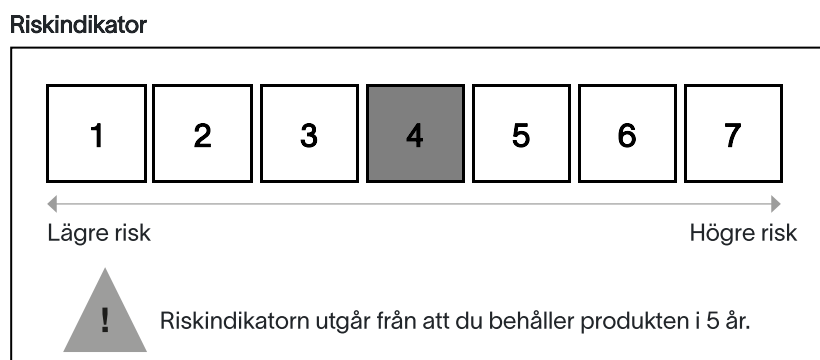 Riskindikator
1 2 3 4 5 6 7
Lägre risk Högre risk
! Riskindikatorn utgår från att du behåller produkten i 5 år.